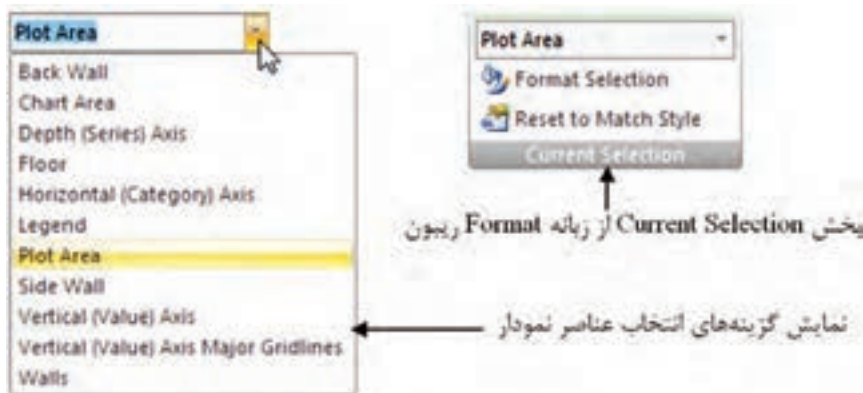 Plot Area
Back Wall
Chart Area
Depth (Series) Axis
Floor
Horizontal (Category) Axis
Legend
Plot Area
Side Wall
Vertical (Value) Axis
Vertical (Value) Axis Major Gridlines
Walls
Plot Area
Format Selection
Reset to Match Style
Current Selection
بخش Current Selection از زبانه Format ریبون
نمایش گزینه‌های انتخاب عناصر نمودار